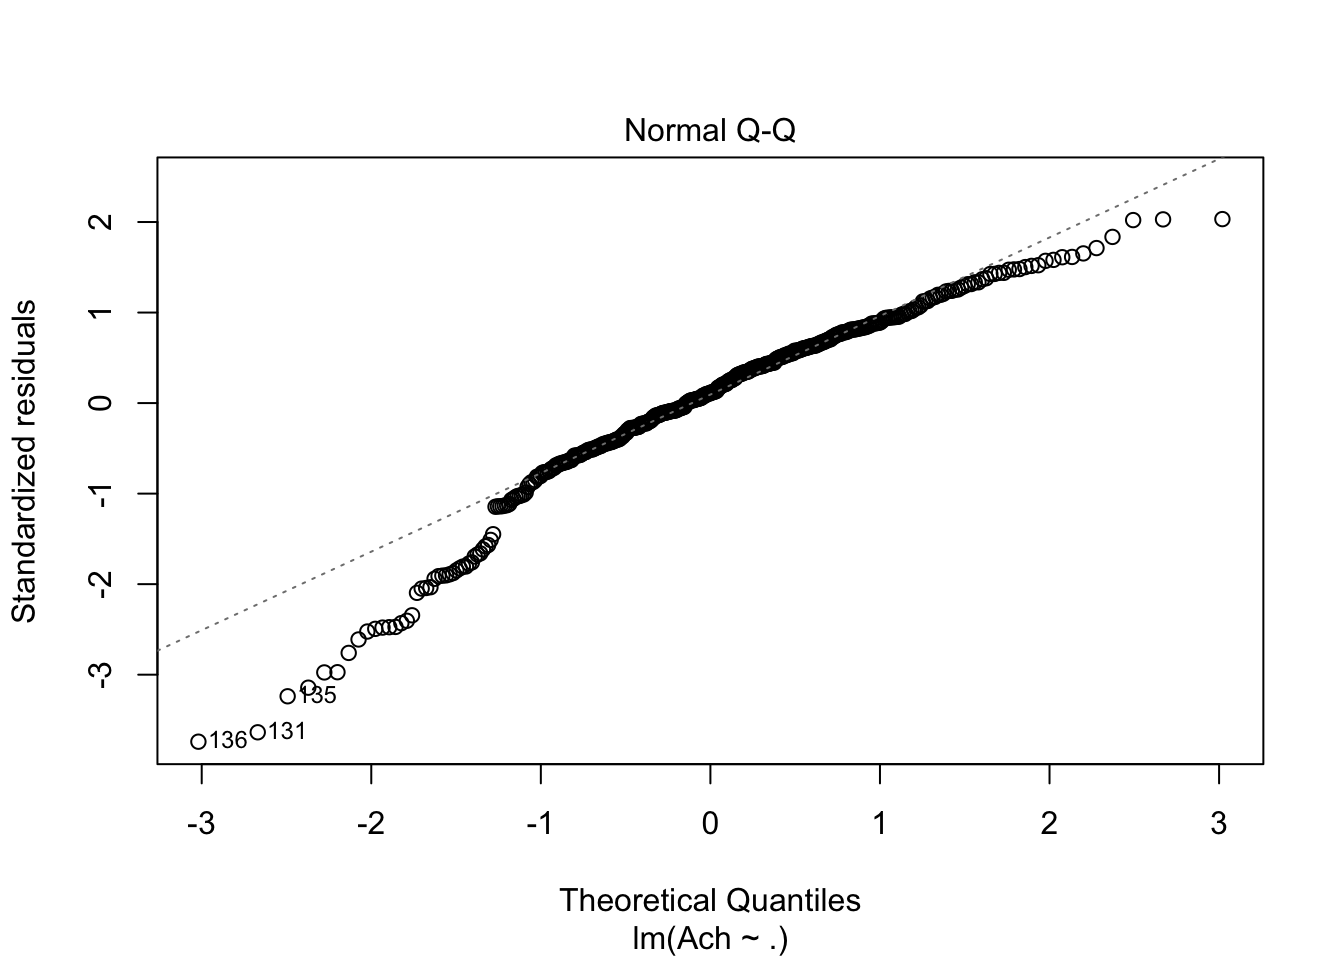 Normal Q-Q
Standardized residuals
2
1
0
-1
-2
-3
135
131
136
-3 -2 -1 0 1 2 3
Theoretical Quantiles
lm(Ach ~ .)